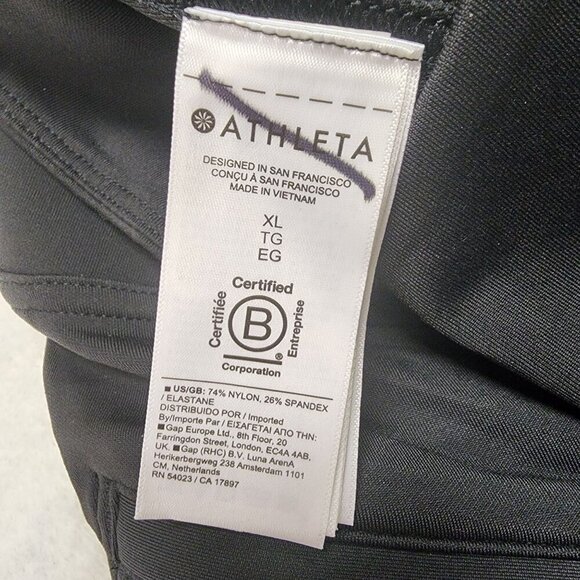 ATHLETA
DESIGNED IN SAN FRANCISCO
CONÇU À SAN FRANCISCO
MADE IN VIETNAM
XL
TG
EG
Certified
Certifiée
B
Entreprise
®
Corporation
■ US/GB: 74% NYLON, 26% SPANDEX
/ ELASTANE
DISTRIBUIDO POR / Imported
By/Importe Par / ΕΙΣΑΓΕΤΑΙ ΑΠΟ ΤΗΝ:
■ Gap Europe Ltd., 8th Floor, 20
Farringdon Street, London, EC4A 4AB,
UK. ■ Gap (RHC) B.V. Luna ArenA
Herikerbergweg 238 Amsterdam 1101
CM, Netherlands
RN 54023 / CA 17897